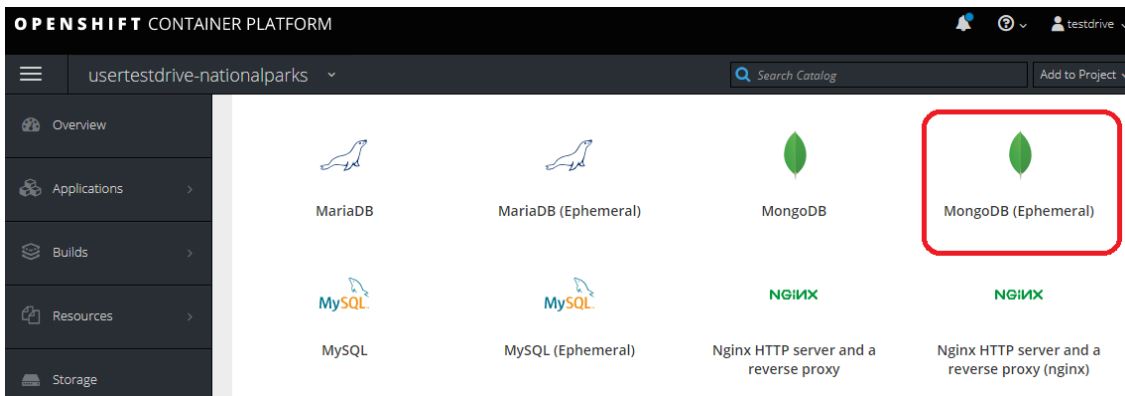 OPENSHIFT CONTAINER PLATFORM
testdrive
usertestdrive-nationalparks
Search Catalog
Add to Project
Overview
Applications
Builds
Resources
Storage
MariaDB
MariaDB (Ephemeral)
MongoDB
MongoDB (Ephemeral)
MySQL
MySQL
NGINX
NGINX
MySQL
MySQL (Ephemeral)
Nginx HTTP server and a
reverse proxy
Nginx HTTP server and a
reverse proxy (nginx)